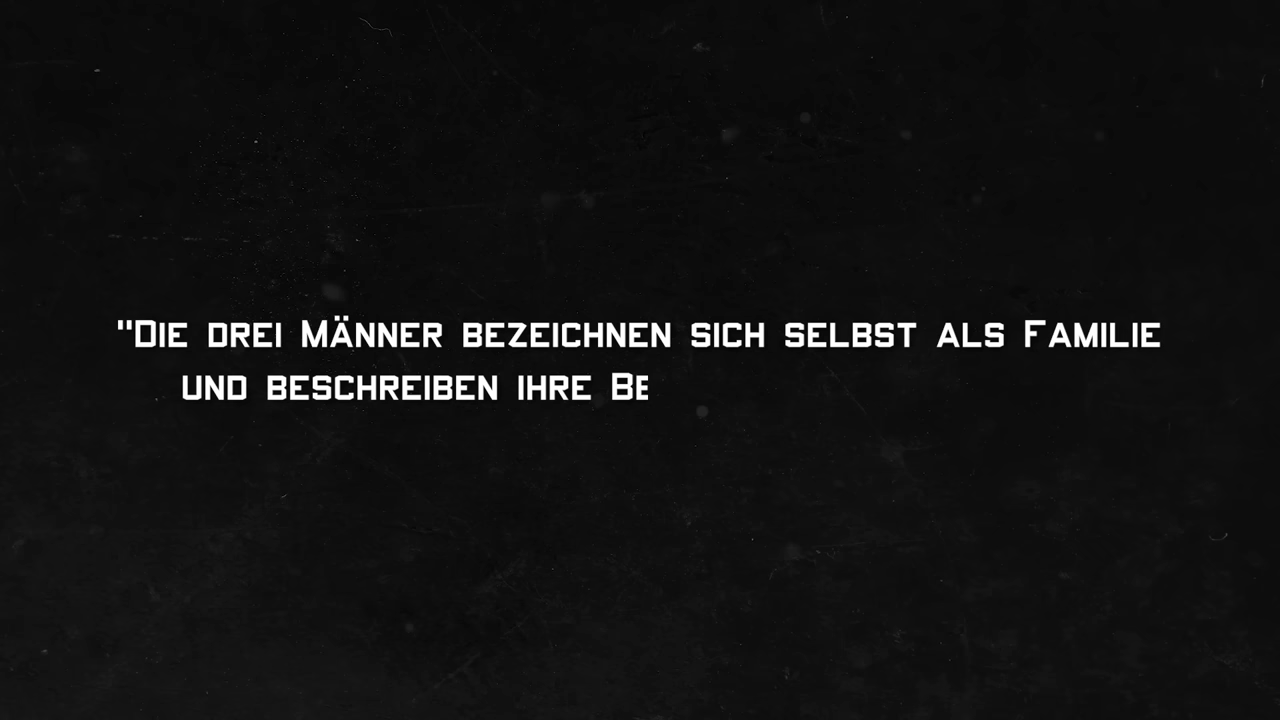 "Die drei Männer bezeichnen sich selbst als Familie
und beschreiben ihre Be